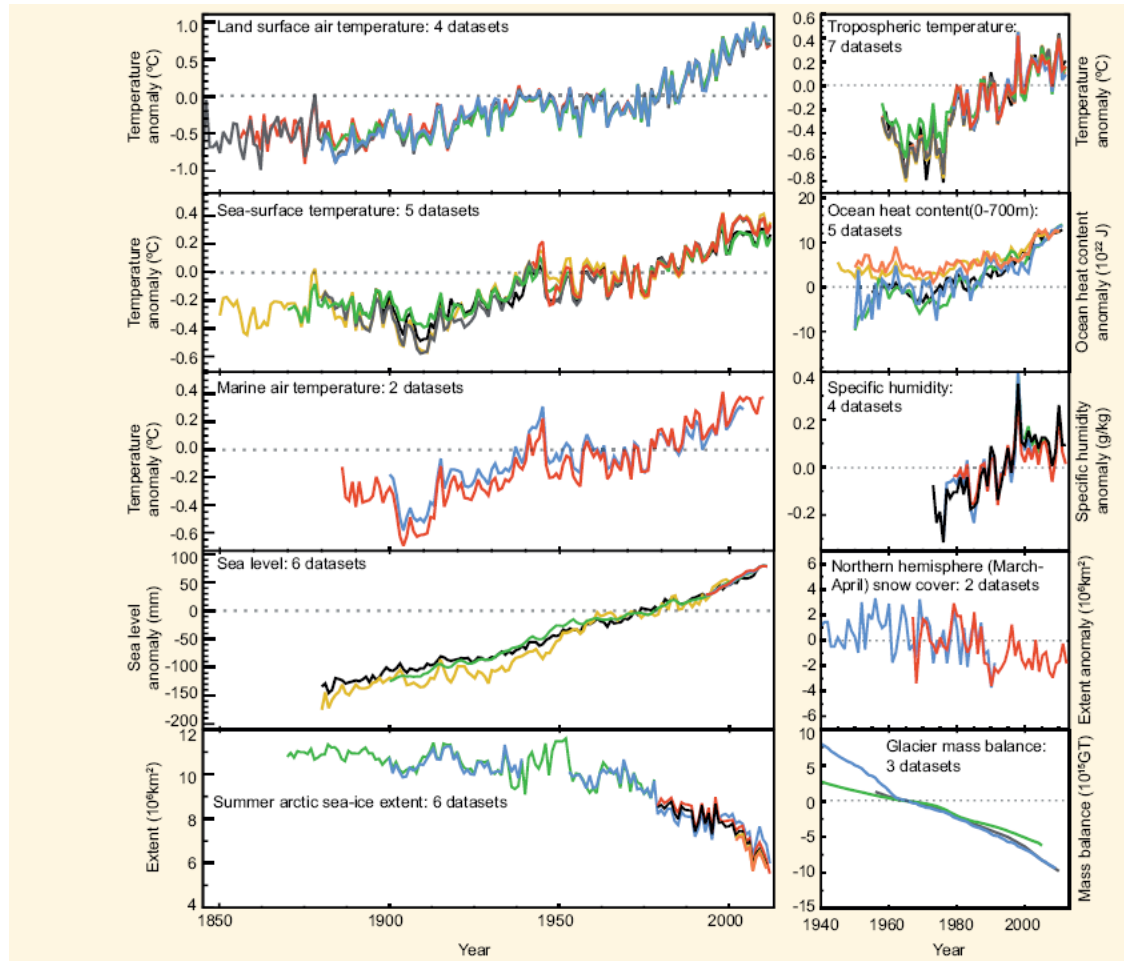 Land surface air temperature: 4 datasets
Temperature
anomaly (ºC)
1.0
0.5
0.0
-0.5
-1.0
Sea-surface temperature: 5 datasets
Temperature
anomaly (ºC)
0.4
0.2
0.0
-0.2
-0.4
-0.6
Marine air temperature: 2 datasets
Temperature
anomaly (ºC)
0.4
0.2
0.0
-0.2
-0.4
-0.6
Sea level: 6 datasets
Sea level
anomaly (mm)
100
50
0
-50
-100
-150
-200
Summer arctic sea-ice extent: 6 datasets
Extent (10⁶km²)
12
10
8
6
4
1850
1900
1950
2000
Year
Tropospheric temperature:
7 datasets
Temperature
anomaly (ºC)
0.6
0.4
0.2
0.0
-0.2
-0.4
-0.6
-0.8
Ocean heat content(0-700m):
5 datasets
Ocean heat content
anomaly (10²² J)
20
10
0
-10
Specific humidity:
4 datasets
Specific humidity
anomaly (g/kg)
0.4
0.2
0.0
-0.2
Northern hemisphere (March-
April) snow cover: 2 datasets
Extent anomaly (10⁶km²)
6
4
2
0
-2
-4
-6
Glacier mass balance:
3 datasets
Mass balance (10¹⁵GT)
10
5
0
-5
-10
-15
1940
1960
1980
2000
Year